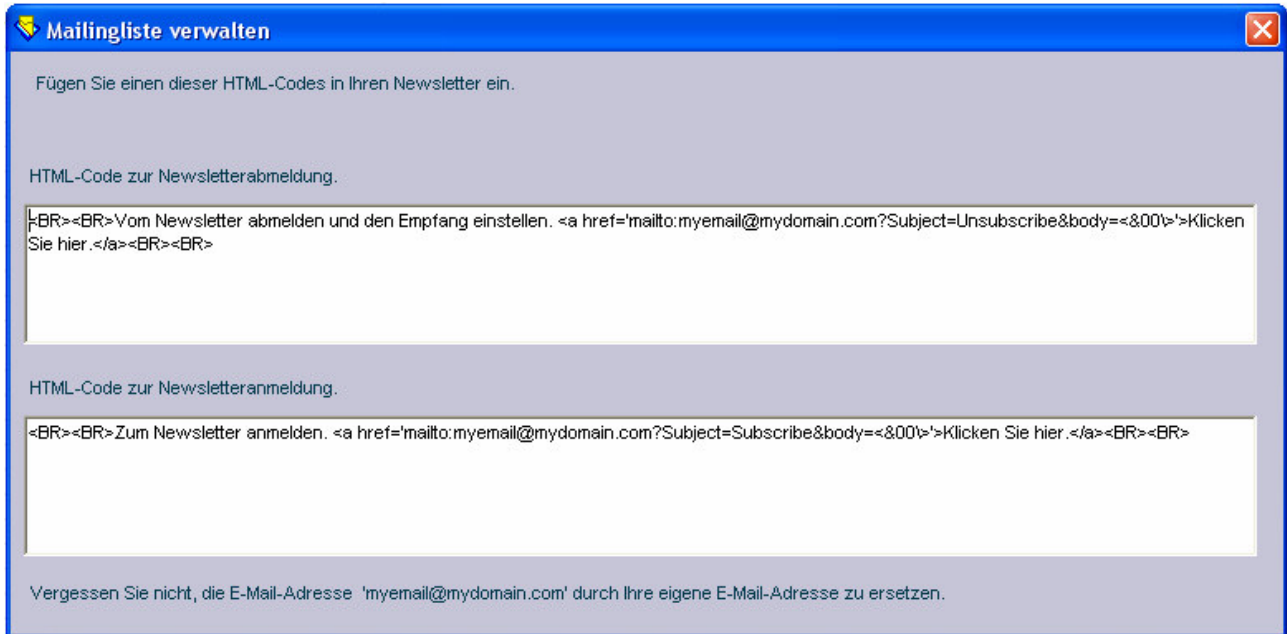 Mailingliste verwalten
Fügen Sie einen dieser HTML-Codes in Ihren Newsletter ein.
HTML-Code zur Newsletterabmeldung.
<BR><BR>Vom Newsletter abmelden und den Empfang einstellen. <a href='mailto:myemail@mydomain.com?Subject=Unsubscribe&body=<&00\>'>Klicken
Sie hier.</a><BR><BR>
HTML-Code zur Newsletteranmeldung.
<BR><BR>Zum Newsletter anmelden. <a href='mailto:myemail@mydomain.com?Subject=Subscribe&body=<&00\>'>Klicken Sie hier.</a><BR><BR>
Vergessen Sie nicht, die E-Mail-Adresse 'myemail@mydomain.com' durch Ihre eigene E-Mail-Adresse zu ersetzen.